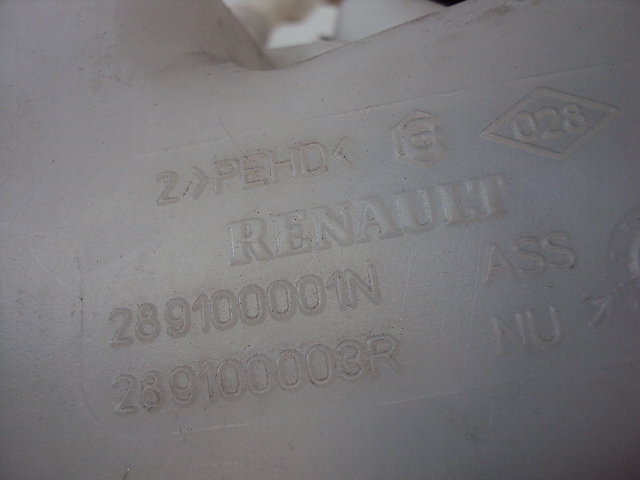 2 >PEHD< 028
RENAULT
289100001N ASS
289100003R NU